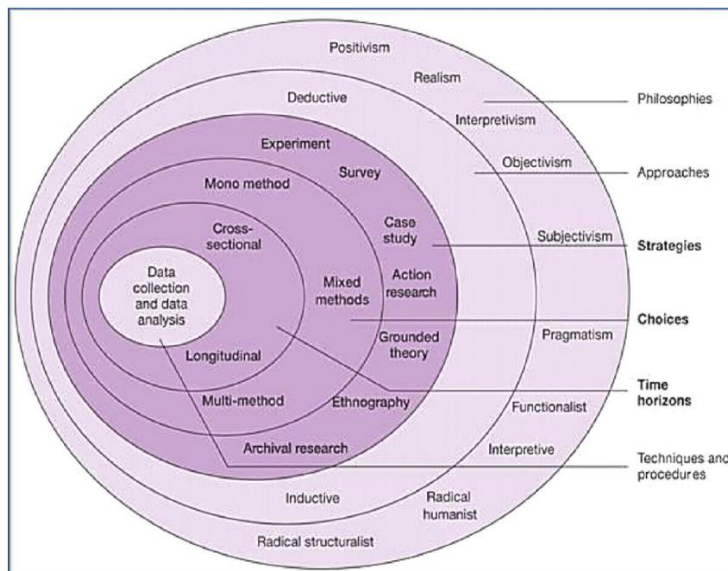 Positivism
Realism
Philosophies
Deductive
Interpretivism
Experiment
Objectivism
Survey
Approaches
Mono method
Case
study
Subjectivism
Strategies
Cross-
sectional
Data
collection
and data
analysis
Mixed
methods
Action
research
Choices
Pragmatism
Grounded
theory
Longitudinal
Time
horizons
Multi-method
Ethnography
Functionalist
Archival research
Interpretive
Techniques and
procedures
Inductive
Radical
humanist
Radical structuralist